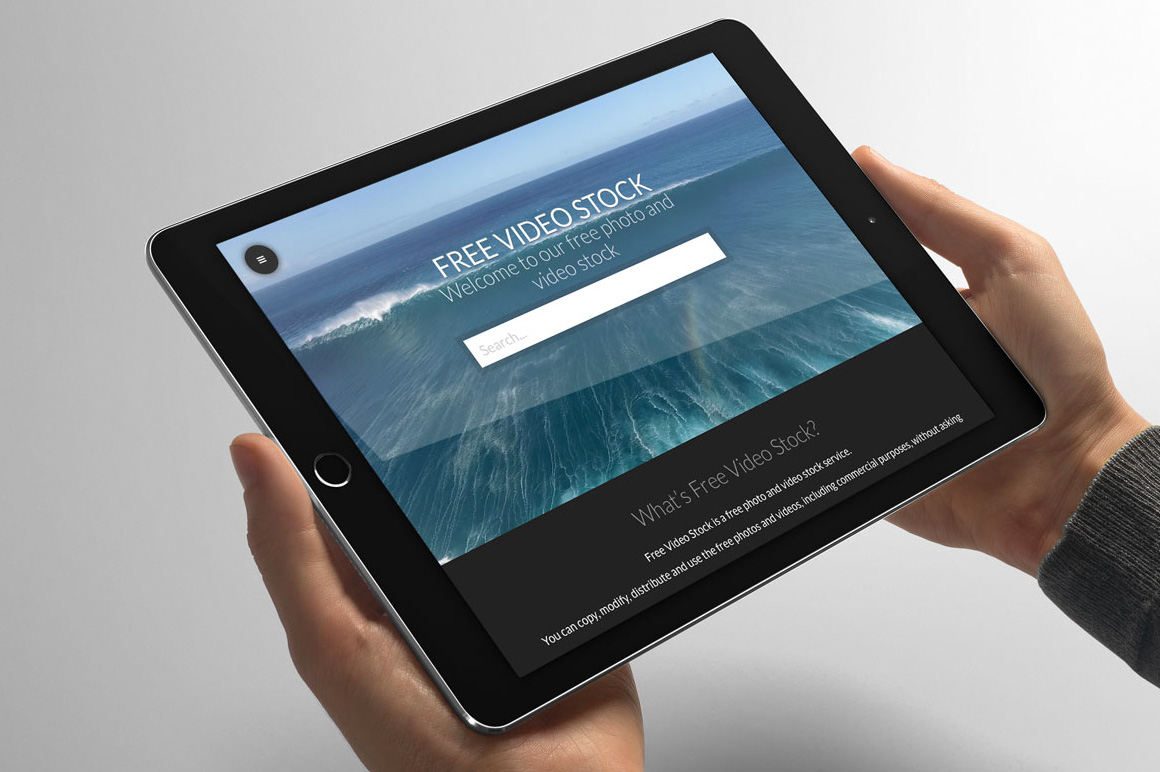 FREE VIDEO STOCK
Welcome to our free photo and
video stock
Search...
What's Free Video Stock?
Free Video Stock is a free photo and video stock service.
You can copy, modify, distribute and use the free photos and videos, including commercial purposes, without asking